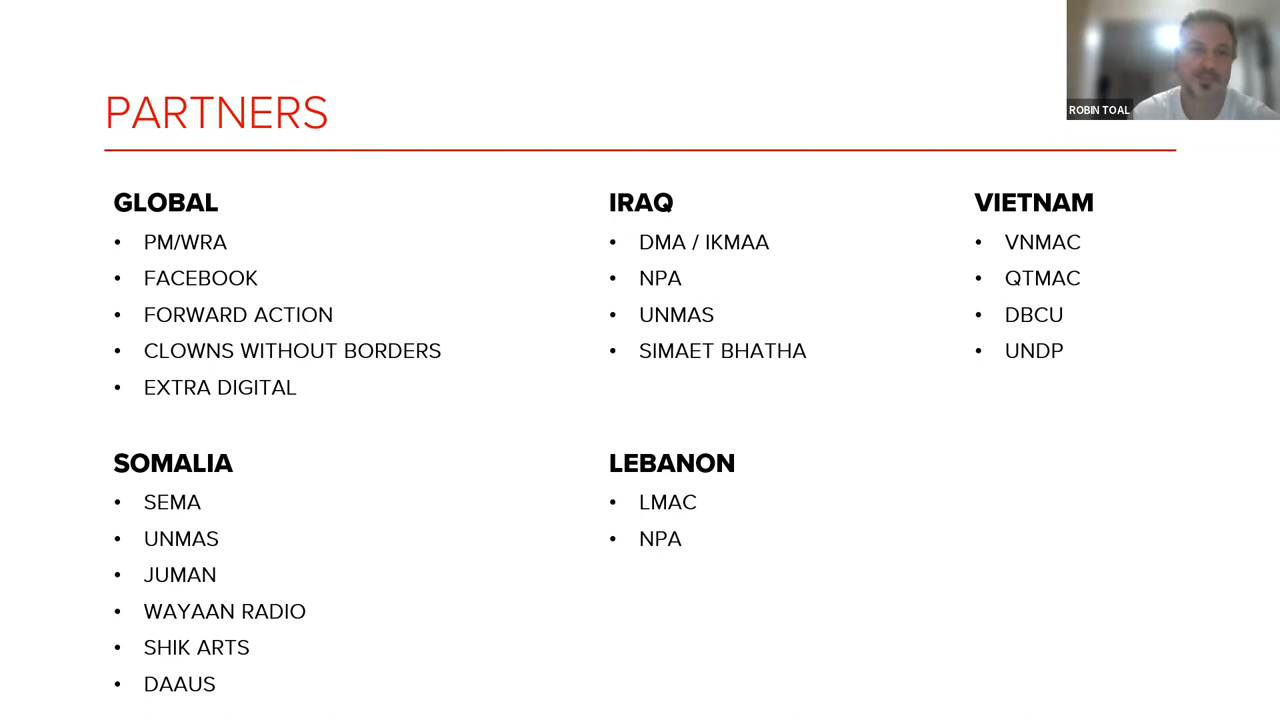 PARTNERS
ROBIN TOAL
GLOBAL
• PM/WRA
• FACEBOOK
• FORWARD ACTION
• CLOWNS WITHOUT BORDERS
• EXTRA DIGITAL
IRAQ
• DMA / IKMAA
• NPA
• UNMAS
• SIMAET BHATHA
VIETNAM
• VNMAC
• QTMAC
• DBCU
• UNDP
SOMALIA
• SEMA
• UNMAS
• JUMAN
• WAYAAN RADIO
• SHIK ARTS
• DAAUS
LEBANON
• LMAC
• NPA